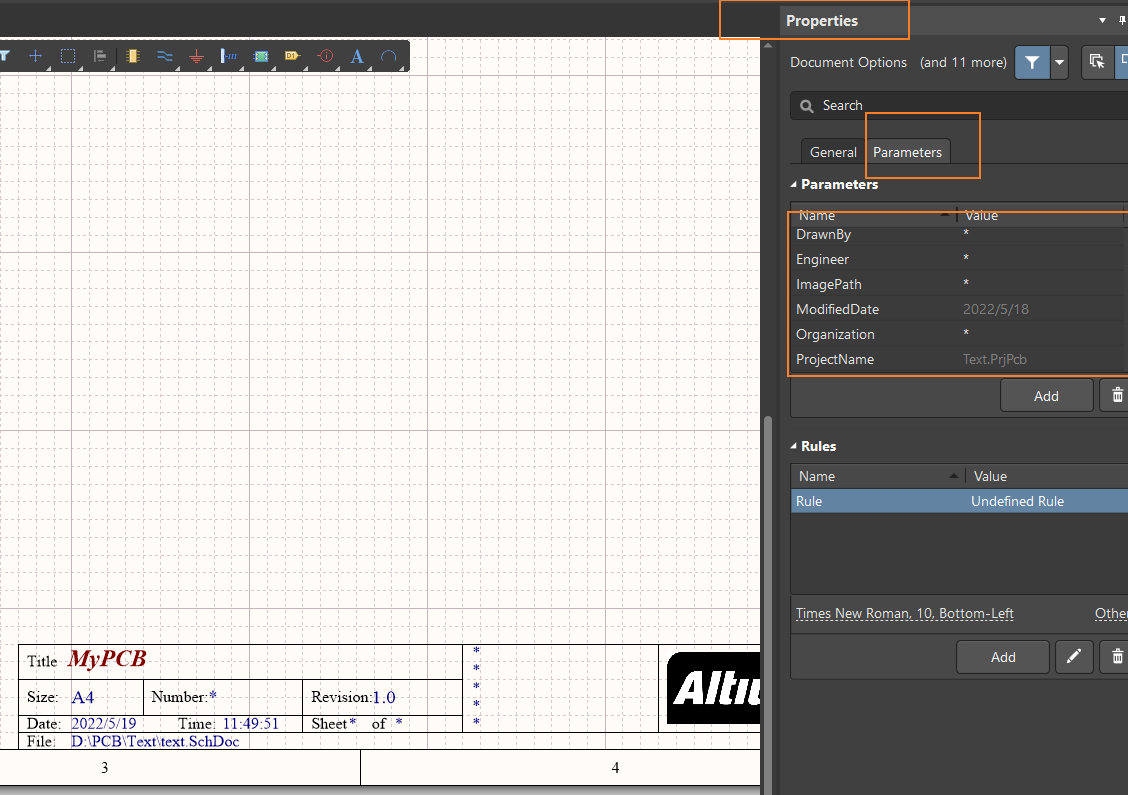 Properties
Document Options (and 11 more)
Search
General Parameters
Parameters
Name Value
DrawnBy *
Engineer *
ImagePath *
ModifiedDate 2022/5/18
Organization *
ProjectName Text.PrjPcb
Add
Rules
Name Value
Rule Undefined Rule
Times New Roman, 10, Bottom-Left Other
Add
D1
A
Title MyPCB
Size: A4 Number:* Revision:1.0
Date: 2022/5/19 Time: 11:49:51 Sheet* of *
File: D:\PCB\Text\text.SchDoc
*
*
*
*
*
3 4